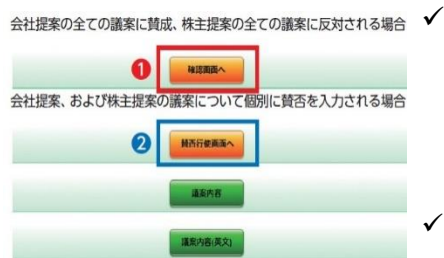 会社提案の全ての議案に賛成、株主提案の全ての議案に反対される場合
1
確認画面へ
会社提案、および株主提案の議案について個別に賛否を入力される場合
2
賛否行使画面へ
議案内容
議案内容(英文)